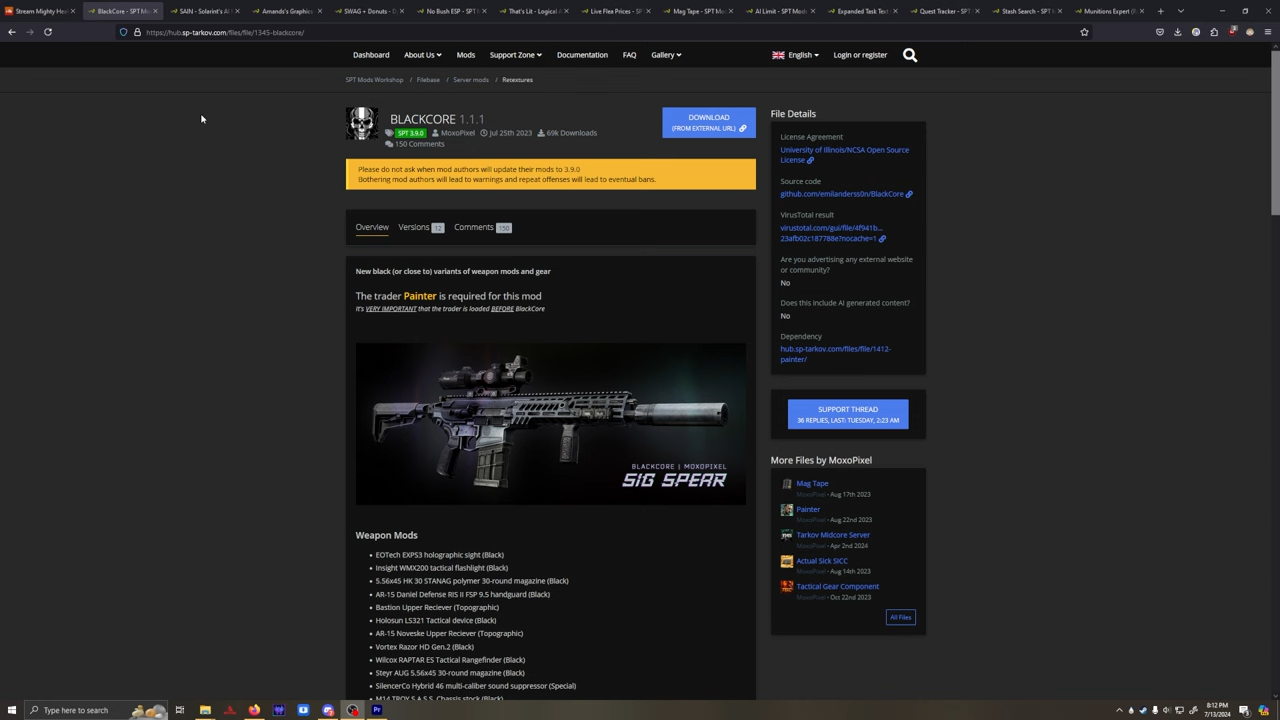 Stream Mighty Hea
BlackCore - SPT Mo
SAIN - Solarint's AI
Amanda's Graphics
SWAG + Donuts - D
No Bush ESP - SPT
That's Lit - Logical A
Live Flea Prices - SP
Mag Tape - SPT Mo
AI Limit - SPT Mods
Expanded Task Text
Quest Tracker - SPT
Stash Search - SPT
Munitions Expert (R
https://hub.sp-tarkov.com/files/file/1345-blackcore/
Dashboard
About Us
Mods
Support Zone
Documentation
FAQ
Gallery
English
Login or register
SPT Mods Workshop / Filebase / Server mods / Retextures
BLACKCORE 1.1.1
SPT 3.9.0 MoxoPixel Jul 25th 2023 69k Downloads
150 Comments
DOWNLOAD
(FROM EXTERNAL URL)
Please do not ask when mod authors will update their mods to 3.9.0
Bothering mod authors will lead to warnings and repeat offenses will lead to eventual bans.
Overview Versions 12 Comments 150
New black (or close to) variants of weapon mods and gear
The trader Painter is required for this mod
It's VERY IMPORTANT that the trader is loaded BEFORE BlackCore
BLACKCORE | MOXOPIXEL
SIG SPEAR
Weapon Mods
EOTech EXPS3 holographic sight (Black)
Insight WMX200 tactical flashlight (Black)
5.56x45 HK 30 STANAG polymer 30-round magazine (Black)
AR-15 Daniel Defense RIS II FSP 9.5 handguard (Black)
Bastion Upper Reciever (Topographic)
Holosun LS321 Tactical device (Black)
AR-15 Noveske Upper Reciever (Topographic)
Vortex Razor HD Gen.2 (Black)
Wilcox RAPTAR ES Tactical Rangefinder (Black)
Steyr AUG 5.56x45 30-round magazine (Black)
SilencerCo Hybrid 46 multi-caliber sound suppressor (Special)
M14 TROY S.A.S.S. Chassis stock (Black)
File Details
License Agreement
University of Illinois/NCSA Open Source
License
Source code
github.com/emilanderss0n/BlackCore
VirusTotal result
virustotal.com/gui/file/4f941b…
23afb02c187788e?nocache=1
Are you advertising any external website
or community?
No
Does this include AI generated content?
No
Dependency
hub.sp-tarkov.com/files/file/1412-
painter/
SUPPORT THREAD
36 REPLIES, LAST: TUESDAY, 2:23 AM
More Files by MoxoPixel
Mag Tape
MoxoPixel - Aug 17th 2023
Painter
MoxoPixel - Aug 22nd 2023
Tarkov Midcore Server
MoxoPixel - Apr 2nd 2024
Actual Sick SICC
MoxoPixel - Aug 14th 2023
Tactical Gear Component
MoxoPixel - Oct 22nd 2023
All Files
Type here to search
8:12 PM
7/13/2024